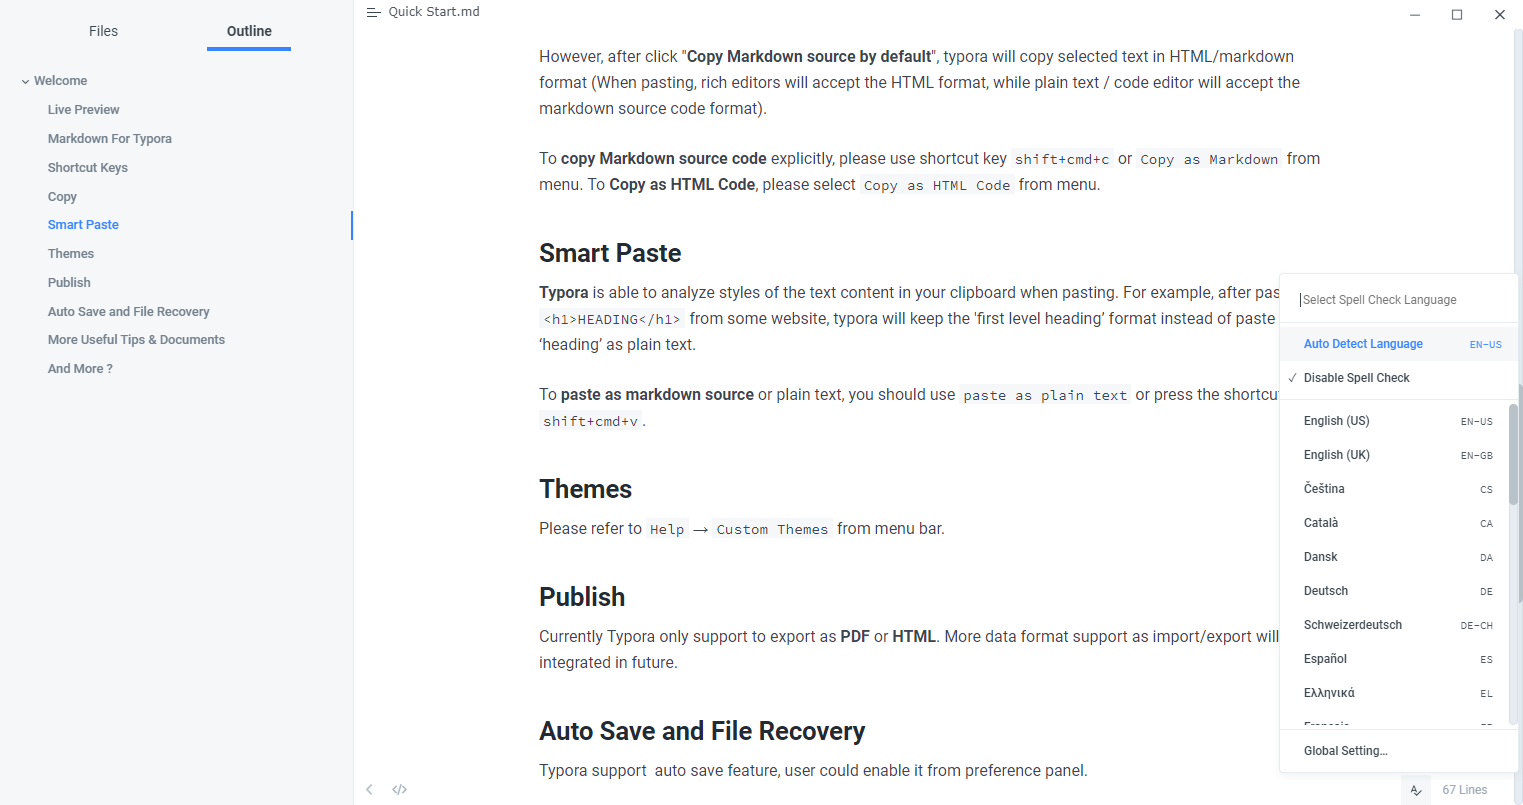 Files
Outline
Welcome
Live Preview
Markdown For Typora
Shortcut Keys
Copy
Smart Paste
Themes
Publish
Auto Save and File Recovery
More Useful Tips & Documents
And More ?
Quick Start.md
However, after click "Copy Markdown source by default", typora will copy selected text in HTML/markdown
format (When pasting, rich editors will accept the HTML format, while plain text / code editor will accept the
markdown source code format).
To copy Markdown source code explicitly, please use shortcut key shift+cmd+c or Copy as Markdown from
menu. To Copy as HTML Code, please select Copy as HTML Code from menu.
Smart Paste
Typora is able to analyze styles of the text content in your clipboard when pasting. For example, after pas
<h1>HEADING</h1> from some website, typora will keep the 'first level heading’ format instead of paste
‘heading’ as plain text.
To paste as markdown source or plain text, you should use paste as plain text or press the shortcut
shift+cmd+v.
Themes
Please refer to Help → Custom Themes from menu bar.
Publish
Currently Typora only support to export as PDF or HTML. More data format support as import/export will
integrated in future.
Auto Save and File Recovery
Typora support  auto save feature, user could enable it from preference panel.
Select Spell Check Language
Auto Detect Language EN-US
✓ Disable Spell Check
English (US) EN-US
English (UK) EN-GB
Čeština CS
Català CA
Dansk DA
Deutsch DE
Schweizerdeutsch DE-CH
Español ES
Ελληνικά EL
Global Setting...
</> 
67 Lines